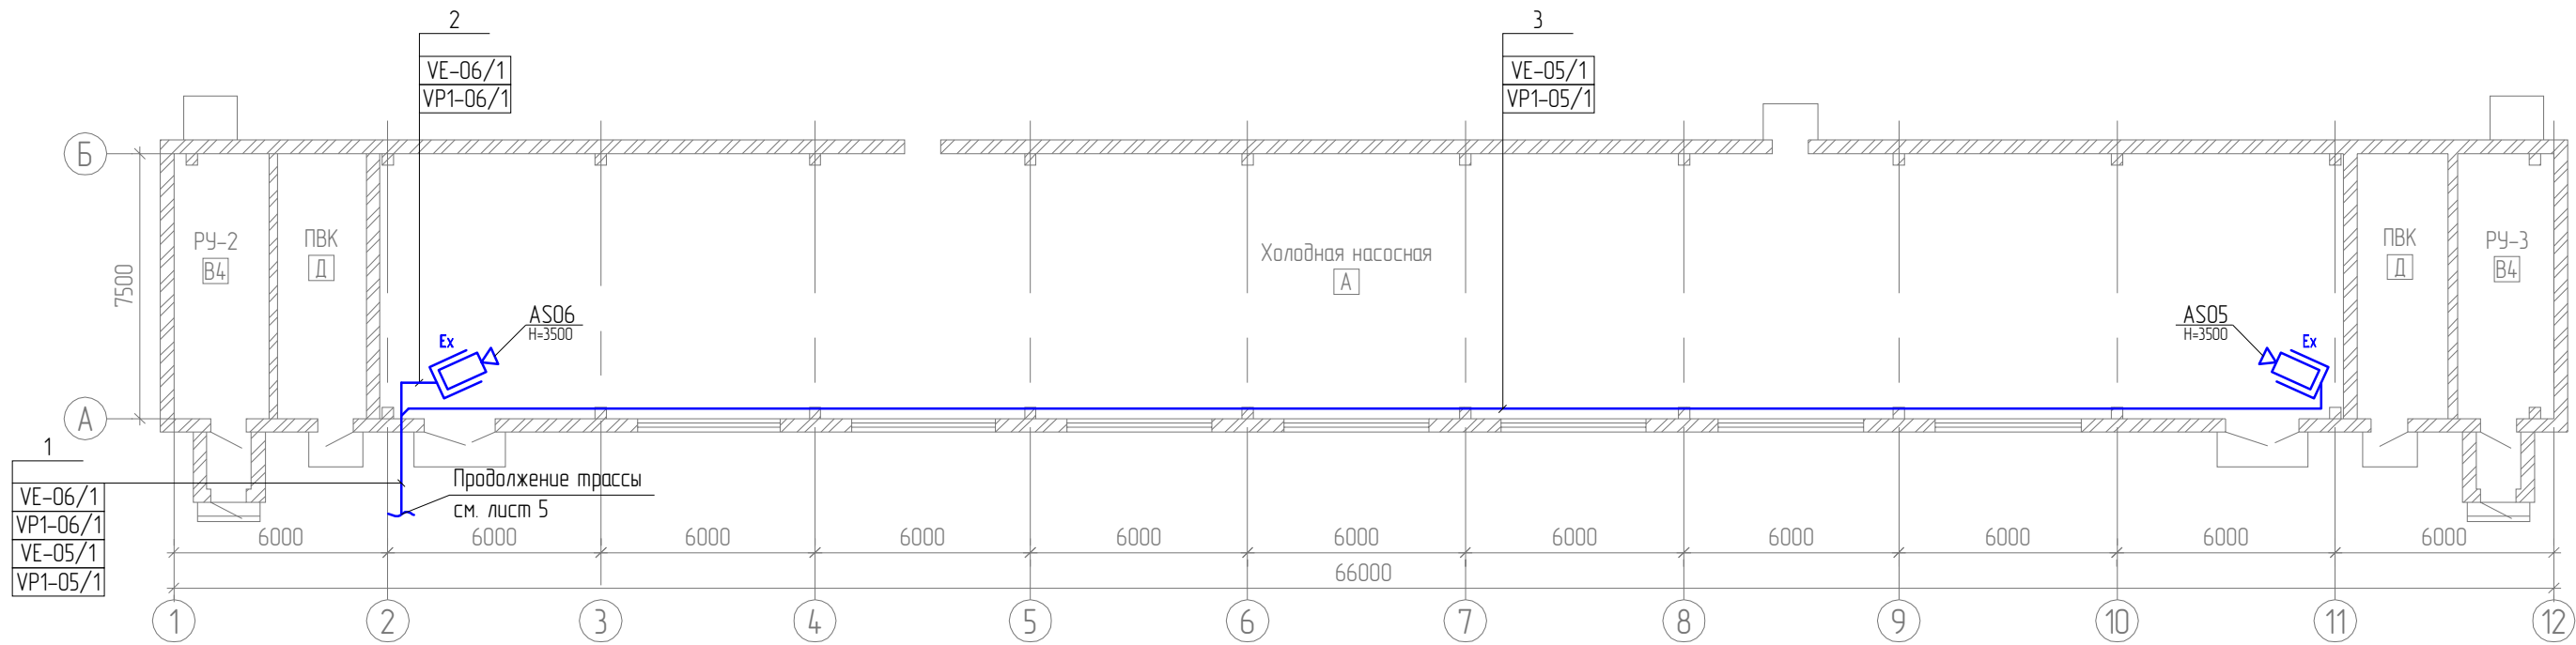 2
VE-06/1
VP1-06/1
3
VE-05/1
VP1-05/1
Б
7500
РУ-2
В4
ПВК
Д
Холодная насосная
А
ПВК
Д
РУ-3
В4
AS06
H=3500
Ex
AS05
H=3500
Ex
А
1
VE-06/1
VP1-06/1
VE-05/1
VP1-05/1
Продолжение трассы
см. лист 5
6000 6000 6000 6000 6000 6000 6000 6000 6000 6000 6000
66000
1 2 3 4 5 6 7 8 9 10 11 12